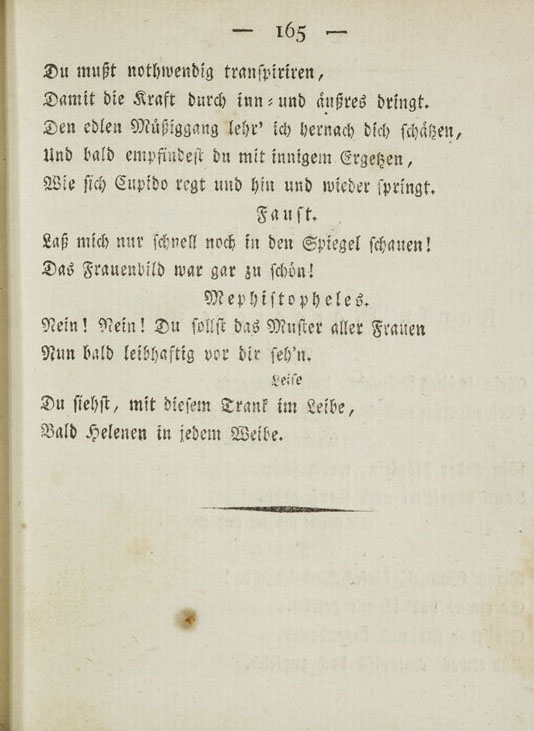 — 165 —
Du mußt nothwendig transpiriren,
Damit die Kraft durch inn- und äußres dringt.
Den edlen Müßiggang lehr' ich hernach dich schätzen,
Und bald empfindest du mit innigem Ergetzen,
Wie sich Cupido regt und hin und wieder springt.
Faust.
Laß mich nur schnell noch in den Spiegel schauen!
Das Frauenbild war gar zu schön!
Mephistopheles.
Nein! Nein! Du sollst das Muster aller Frauen
Nun bald leibhaftig vor dir seh'n.
Leise
Du siehst, mit diesem Trank im Leibe,
Bald Helenen in jedem Weibe.